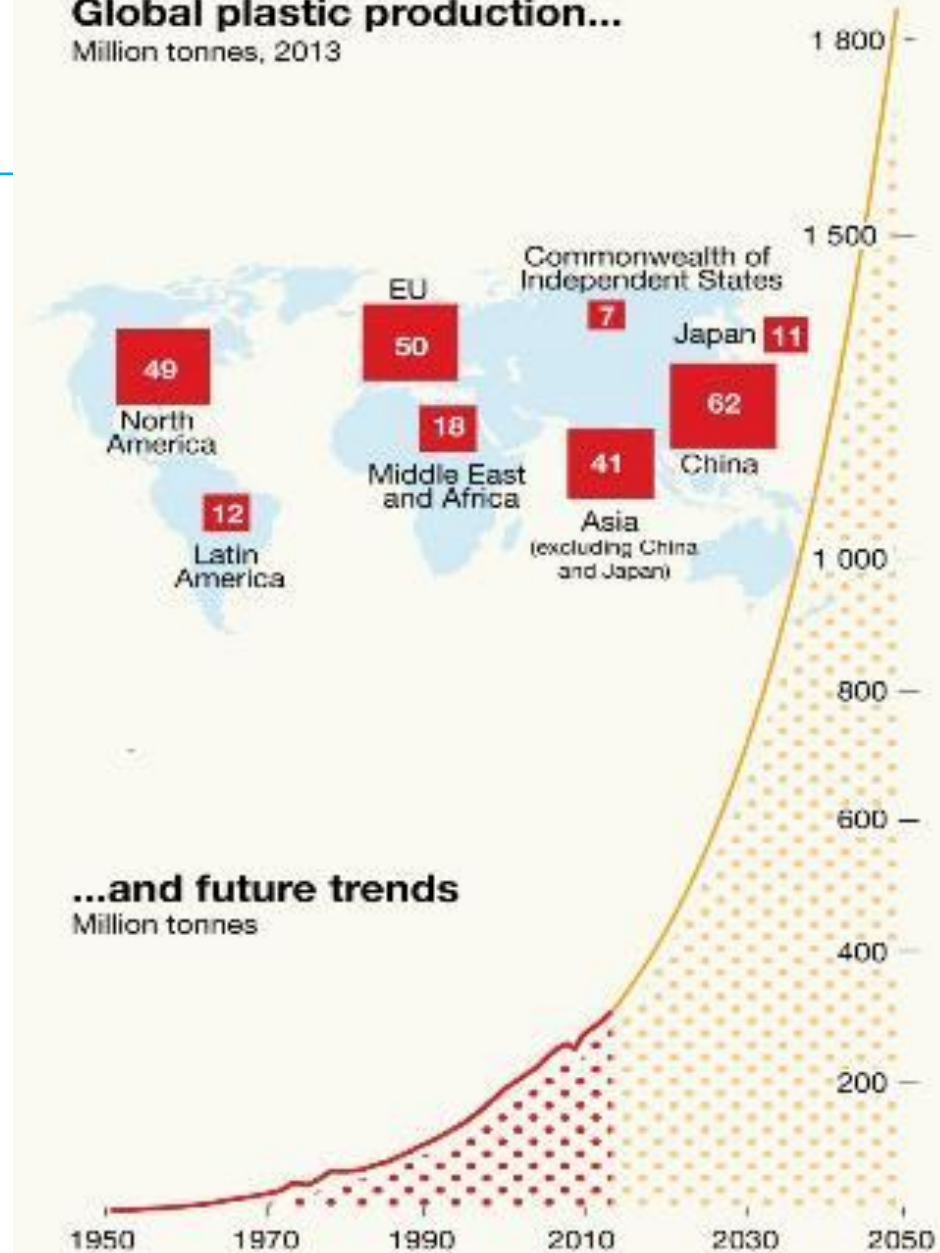 Global plastic production...
Million tonnes, 2013
1 800
1 500
Commonwealth of
Independent States
7
EU
50
Japan 11
49
North
America
62
China
18
Middle East
and Africa
41
Asia
(excluding China
and Japan)
12
Latin
America
1 000
800
600
...and future trends
Million tonnes
400
200
1950 1970 1990 2010 2030 2050